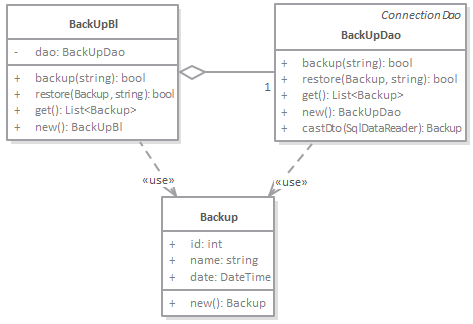 BackUpBl
- dao: BackUpDao
+ backup(string): bool
+ restore(Backup, string): bool
+ get(): List<Backup>
+ new(): BackUpBl
1
ConnectionDao
BackUpDao
+ backup(string): bool
+ restore(Backup, string): bool
+ get(): List<Backup>
+ new(): BackUpDao
+ castDto(SqlDataReader): Backup
«use»
«use»
Backup
+ id: int
+ name: string
+ date: DateTime
+ new(): Backup